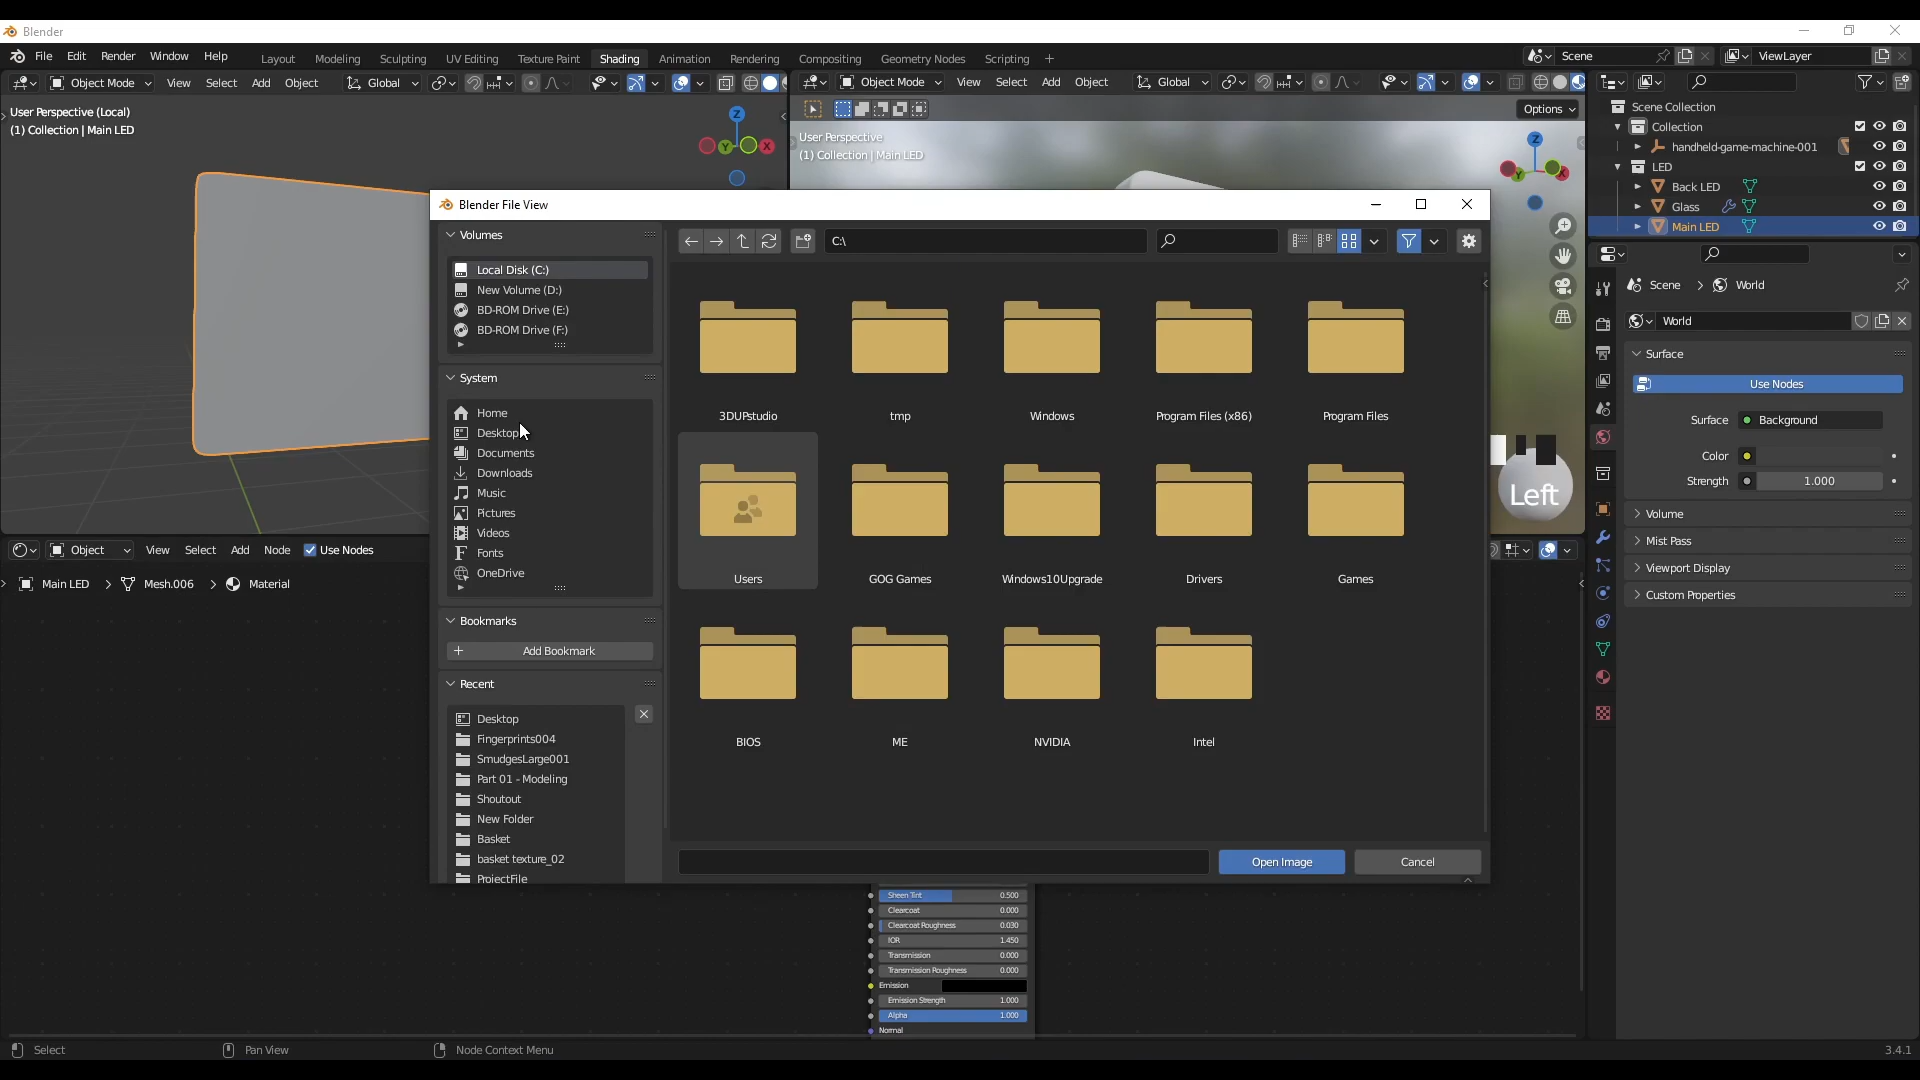 Blender
File Edit Render Window Help Layout Modeling Sculpting UV Editing Texture Paint Shading Animation Rendering Compositing Geometry Nodes Scripting + Scene ViewLayer
Object Mode View Select Add Object Global
Object Mode View Select Add Object Global
Options
User Perspective (Local)
(1) Collection | Main LED
Z
Y
X
User Perspective
(1) Collection | Main LED
Z
Y
X
Scene Collection
Collection
handheld-game-machine-001
LED
Back LED
Glass
Main LED
Scene > World
World
Surface
Use Nodes
Surface Background
Color
Strength 1.000
Volume
Mist Pass
Viewport Display
Custom Properties
Left
Blender File View
Volumes
Local Disk (C:)
New Volume (D:)
BD-ROM Drive (E:)
BD-ROM Drive (F:)
System
Home
Desktop
Documents
Downloads
Music
Pictures
Videos
Fonts
OneDrive
Bookmarks
Add Bookmark
Recent
Desktop
Fingerprints004
SmudgesLarge001
Part 01 - Modeling
Shoutout
New Folder
Basket
basket texture_02
ProjectFile
C:\
3DUPstudio tmp Windows Program Files (x86) Program Files
Users GOG Games Windows10Upgrade Drivers Games
BIOS ME NVIDIA Intel
Open Image Cancel
Object View Select Add Node Use Nodes
Main LED > Mesh.006 > Material
Sheen Tint 0.500
Clearcoat 0.000
Clearcoat Roughness 0.030
IOR 1.450
Transmission 0.000
Transmission Roughness 0.000
Emission
Emission Strength 1.000
Alpha 1.000
Normal
Select Pan View Node Context Menu 3.4.1